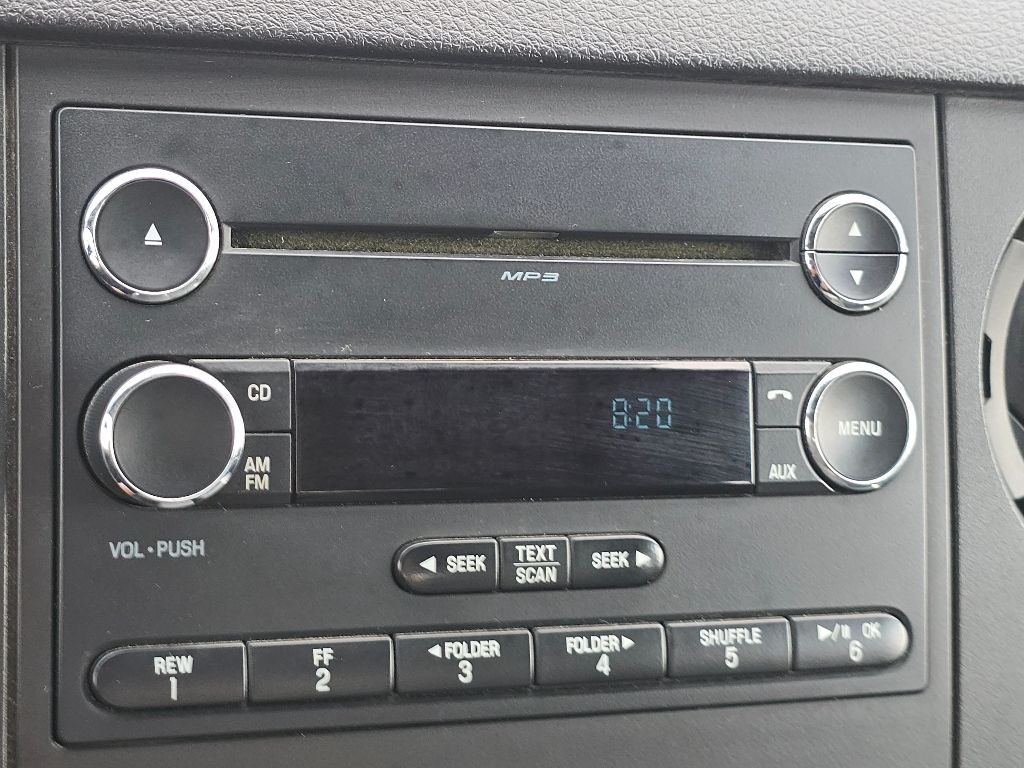 MP3
CD
8:20
MENU
AM
FM
AUX
VOL • PUSH
◀ SEEK
TEXT
SCAN
SEEK ▶
REW
1
FF
2
◀ FOLDER
3
FOLDER ▶
4
SHUFFLE
5
▶/II OK
6